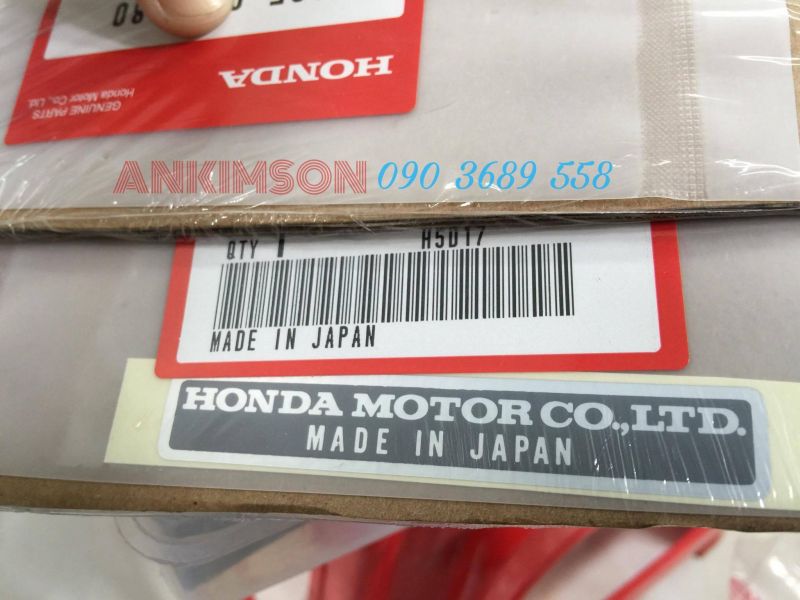 HONDA
GENUINE PARTS
Honda Motor Co., Ltd.
ANKIMSON 090 3689 558
QTY 1 H5D17
MADE IN JAPAN
HONDA MOTOR CO.,LTD.
MADE IN JAPAN